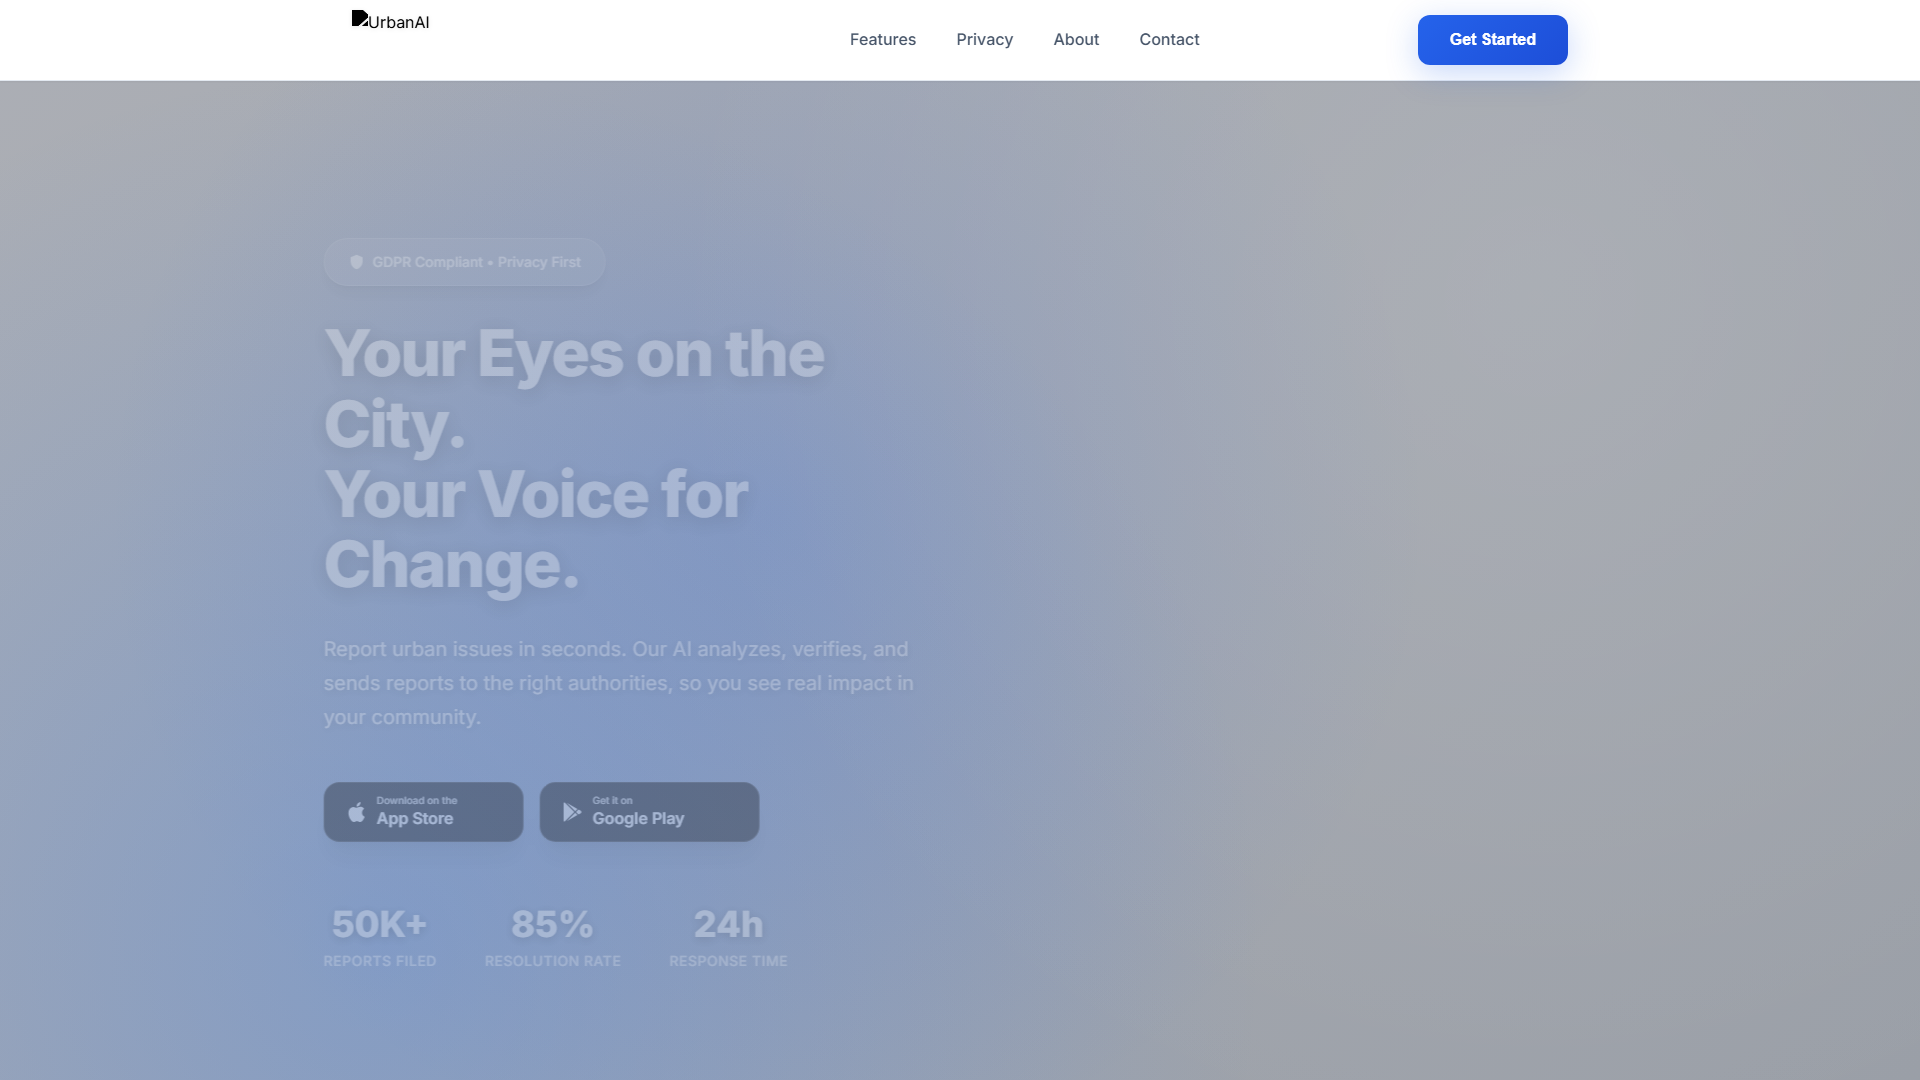 UrbanAI
Features
Privacy
About
Contact
Get Started
GDPR Compliant • Privacy First
Your Eyes on the
City.
Your Voice for
Change.
Report urban issues in seconds. Our AI analyzes, verifies, and
sends reports to the right authorities, so you see real impact in
your community.
Download on the
App Store
Get it on
Google Play
50K+
REPORTS FILED
85%
RESOLUTION RATE
24h
RESPONSE TIME